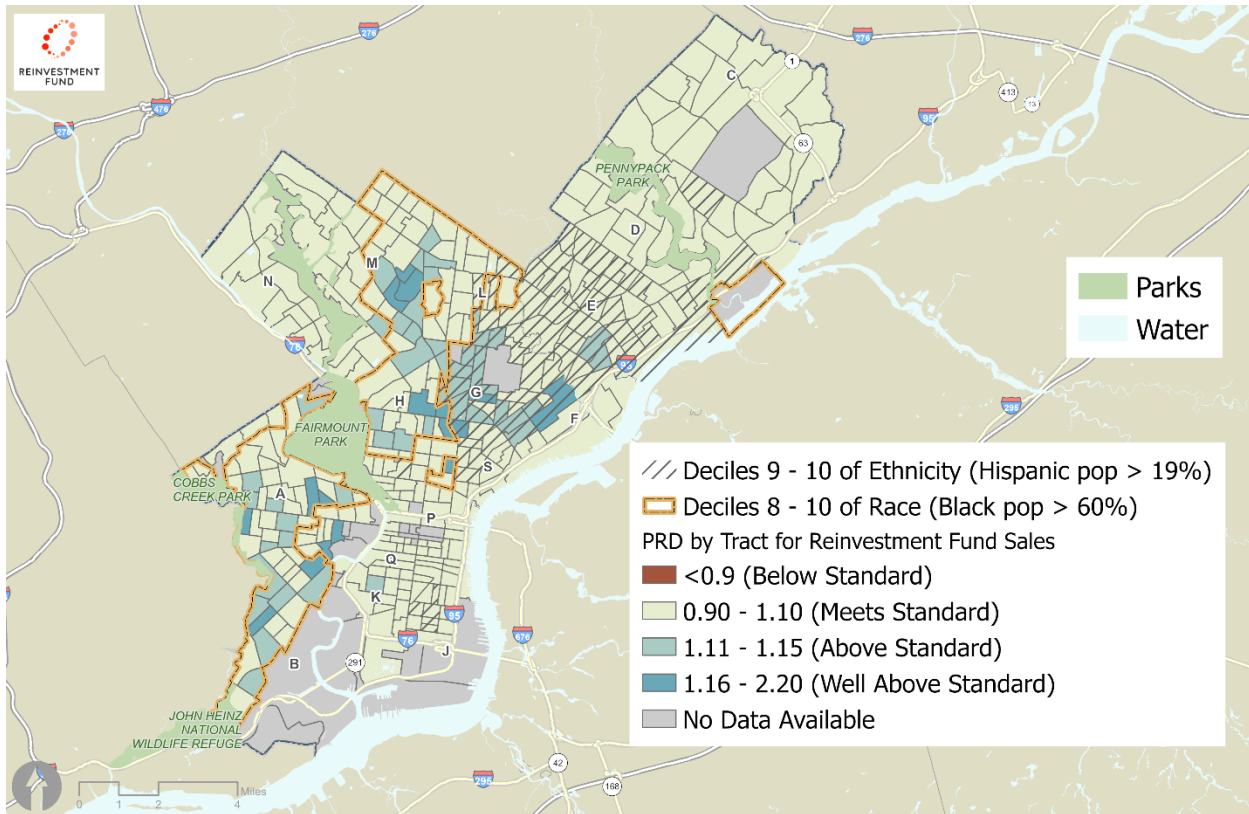 REINVESTMENT
FUND
276
276
476
276
1
C
413
13
95
63
PENNYPACK
PARK
D
M
N
L
E
76
95
G
H
F
FAIRMOUNT
PARK
S
COBBS
CREEK PARK
A
P
Q
K
95
76
676
J
B
291
295
JOHN HEINZ
NATIONAL
WILDLIFE REFUGE
42
295
168
Parks
Water
Deciles 9 - 10 of Ethnicity (Hispanic pop > 19%)
Deciles 8 - 10 of Race (Black pop > 60%)
PRD by Tract for Reinvestment Fund Sales
<0.9 (Below Standard)
0.90 - 1.10 (Meets Standard)
1.11 - 1.15 (Above Standard)
1.16 - 2.20 (Well Above Standard)
No Data Available
0 1 2 4
Miles